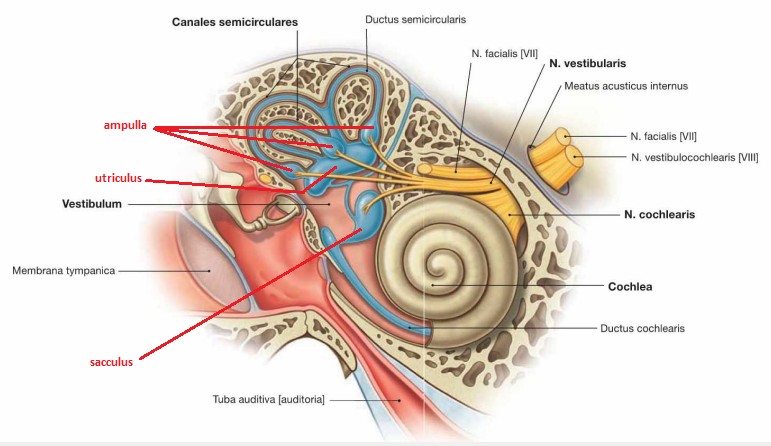 Canales semicirculares
Ductus semicircularis
N. facialis [VII]
N. vestibularis
Meatus acusticus internus
ampulla
N. facialis [VII]
N. vestibulocochlearis [VIII]
utriculus
Vestibulum
N. cochlearis
Membrana tympanica
Cochlea
Ductus cochlearis
sacculus
Tuba auditiva [auditoria]